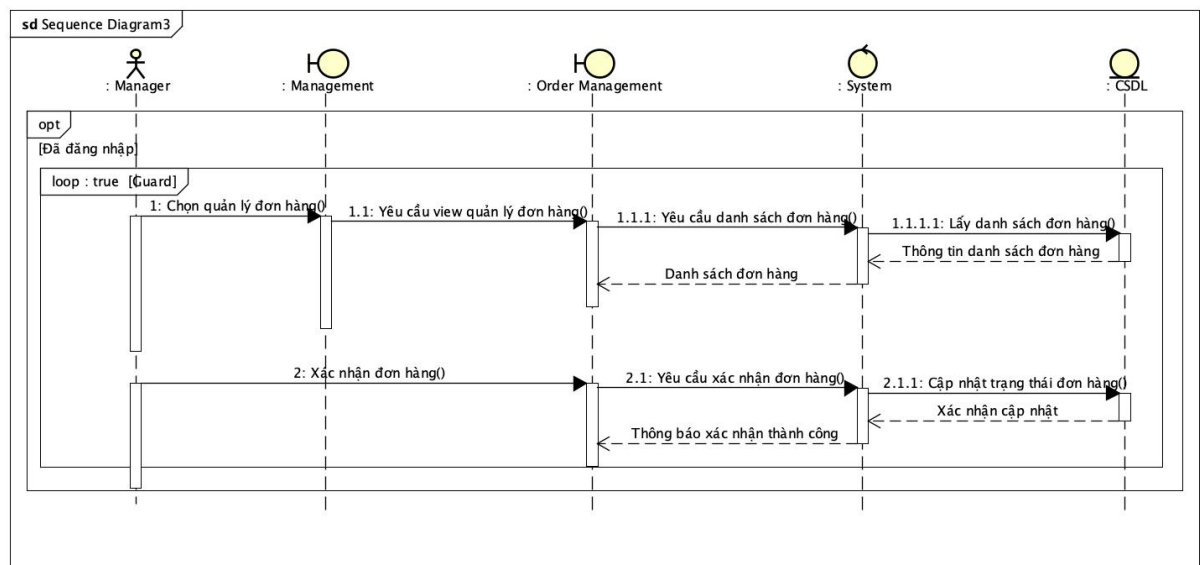 sd Sequence Diagram3
: Manager
: Management
: Order Management
: System
: CSDL
opt
[Đã đăng nhập]
loop : true [Guard]
1: Chọn quản lý đơn hàng()
1.1: Yêu cầu view quản lý đơn hàng()
1.1.1: Yêu cầu danh sách đơn hàng()
1.1.1.1: Lấy danh sách đơn hàng()
Thông tin danh sách đơn hàng
Danh sách đơn hàng
2: Xác nhận đơn hàng()
2.1: Yêu cầu xác nhận đơn hàng()
2.1.1: Cập nhật trạng thái đơn hàng()
Xác nhận cập nhật
Thông báo xác nhận thành công